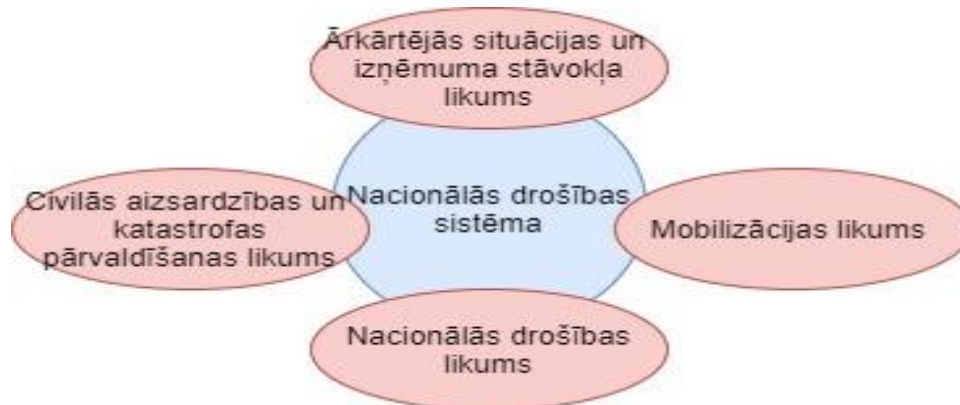 Ārkārtējās situācijas un
izņēmuma stāvokļa
likums
Nacionālās drošības
sistēma
Civilās aizsardzības un
katastrofas
pārvaldīšanas likums
Mobilizācijas likums
Nacionālās drošības
likums